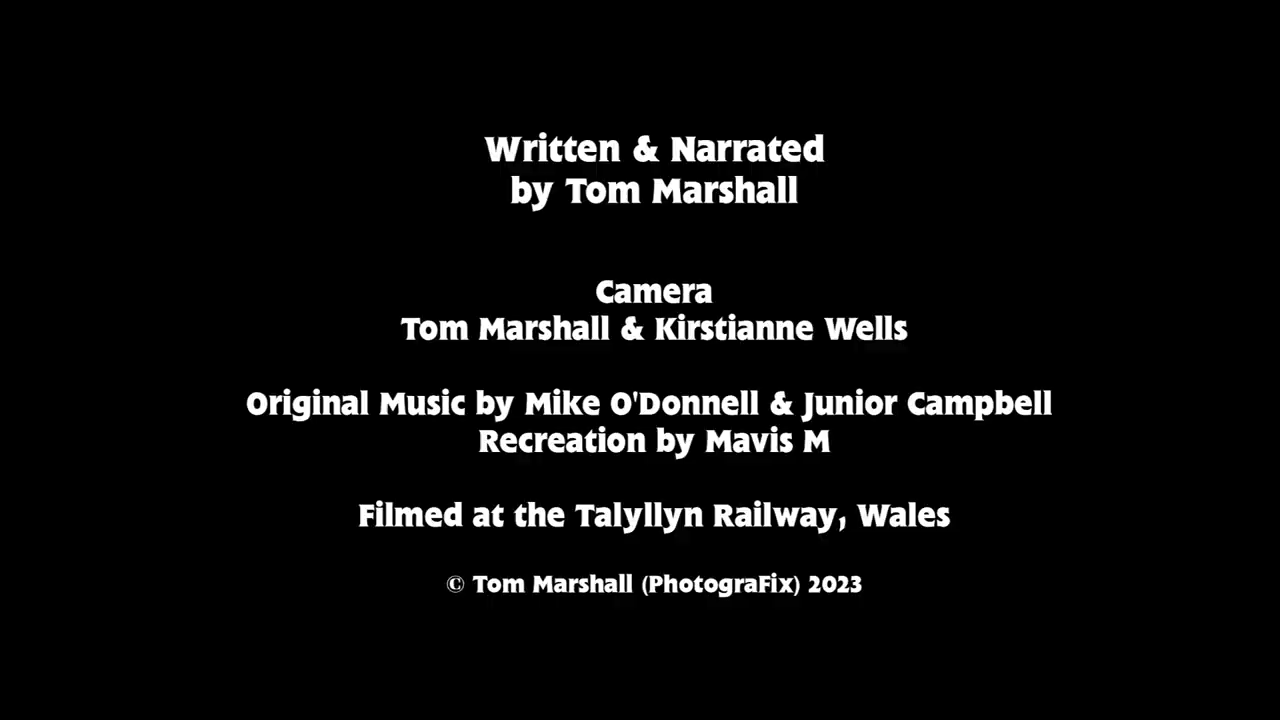 Written & Narrated
by Tom Marshall
Camera
Tom Marshall & Kirstianne Wells
Original Music by Mike O'Donnell & Junior Campbell
Recreation by Mavis M
Filmed at the Talyllyn Railway, Wales
© Tom Marshall (PhotograFix) 2023